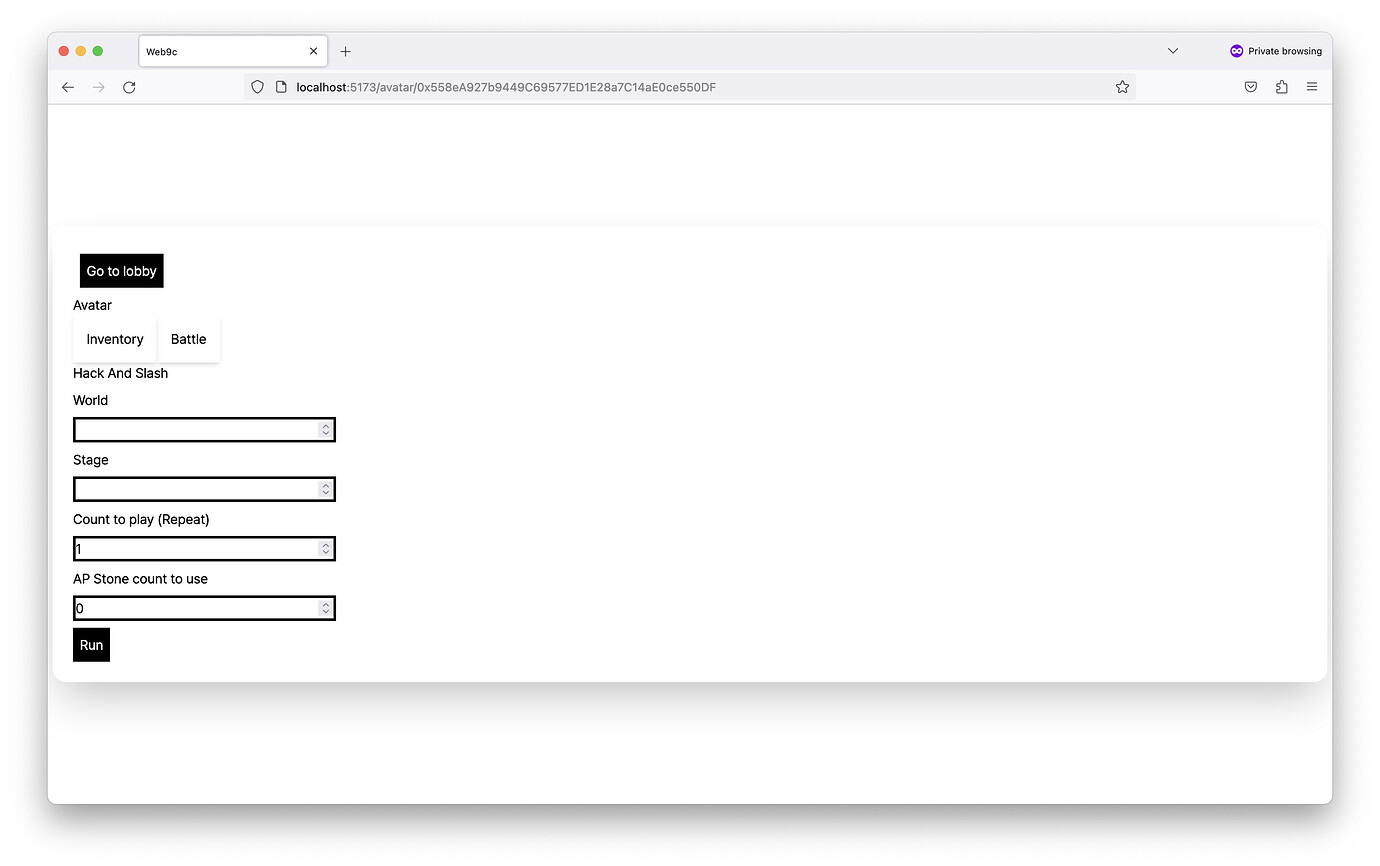 Web9c
Private browsing
localhost:5173/avatar/0x558eA927b9449C69577ED1E28a7C14aE0ce550DF
Go to lobby
Avatar
Inventory Battle
Hack And Slash
World
Stage
Count to play (Repeat)
1
AP Stone count to use
0
Run